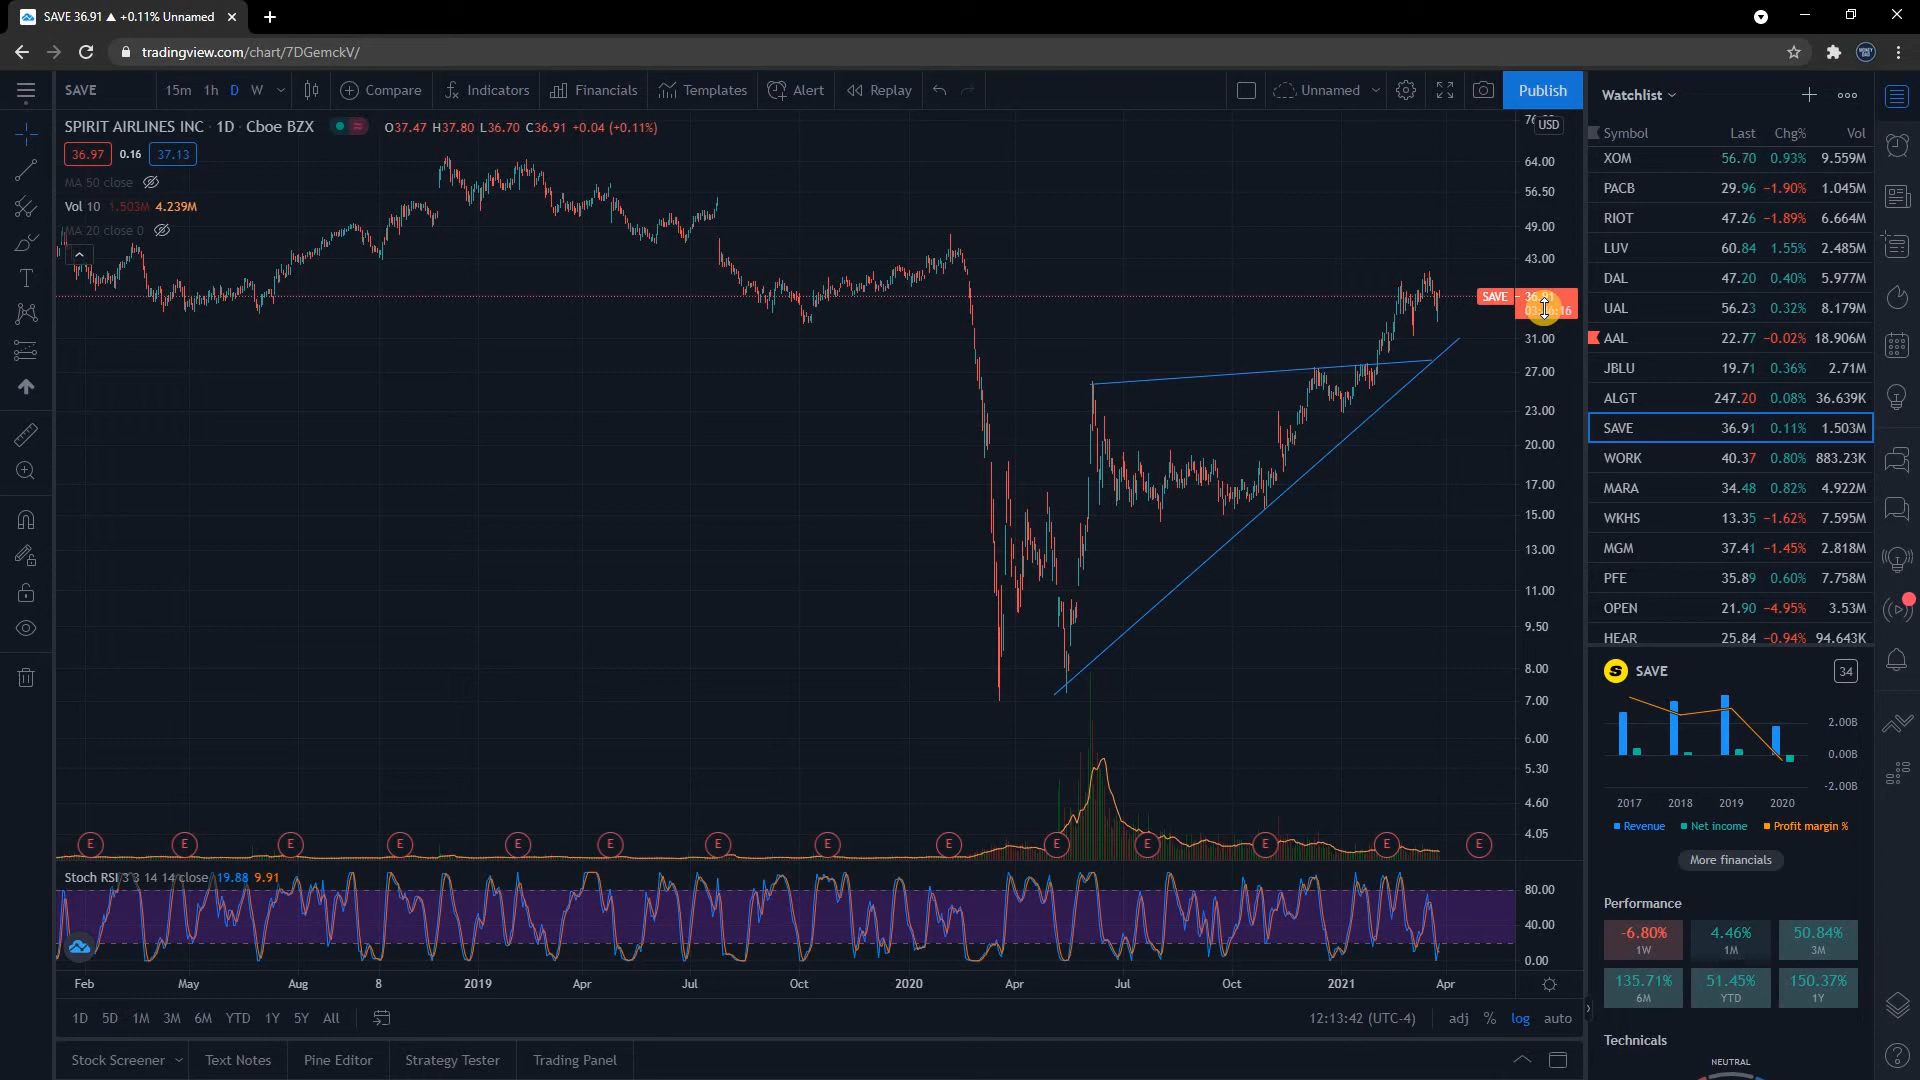 SAVE 36.91 ▲ +0.11% Unnamed
tradingview.com/chart/7DGemckV/
SAVE 15m 1h D W Compare Indicators Financials Templates Alert Replay Unnamed Publish
SPIRIT AIRLINES INC · 1D · Cboe BZX O37.47 H37.80 L36.70 C36.91 +0.04 (+0.11%)
36.97 0.16 37.13
MA 50 close
Vol 10 1.503M 4.239M
MA 20 close 0
USD
64.00
56.50
49.00
43.00
SAVE 36.91
31.00
27.00
23.00
20.00
17.00
15.00
13.00
11.00
9.50
8.00
7.00
6.00
5.30
4.60
4.05
E E E E E E E E E E E E E E
Stoch RSI 3 3 14 14 close 19.88 9.91
80.00
40.00
0.00
Feb May Aug 8 2019 Apr Jul Oct 2020 Apr Jul Oct 2021 Apr
1D 5D 1M 3M 6M YTD 1Y 5Y All 12:13:42 (UTC-4) adj % log auto
Stock Screener Text Notes Pine Editor Strategy Tester Trading Panel
Watchlist
Symbol Last Chg% Vol
XOM 56.70 0.93% 9.559M
PACB 29.96 −1.90% 1.045M
RIOT 47.26 −1.89% 6.664M
LUV 60.84 1.55% 2.485M
DAL 47.20 0.40% 5.977M
UAL 56.23 0.32% 8.179M
AAL 22.77 −0.02% 18.906M
JBLU 19.71 0.36% 2.71M
ALGT 247.20 0.08% 36.639K
SAVE 36.91 0.11% 1.503M
WORK 40.37 0.80% 883.23K
MARA 34.48 0.82% 4.922M
WKHS 13.35 −1.62% 7.595M
MGM 37.41 −1.45% 2.818M
PFE 35.89 0.60% 7.758M
OPEN 21.90 −4.95% 3.53M
HEAR 25.84 −0.94% 94.643K
S SAVE 34
2.00B
0.00B
-2.00B
2017 2018 2019 2020
Revenue Net income Profit margin %
More financials
Performance
-6.80% 4.46% 50.84%
1W 1M 3M
135.71% 51.45% 150.37%
6M YTD 1Y
Technicals
NEUTRAL